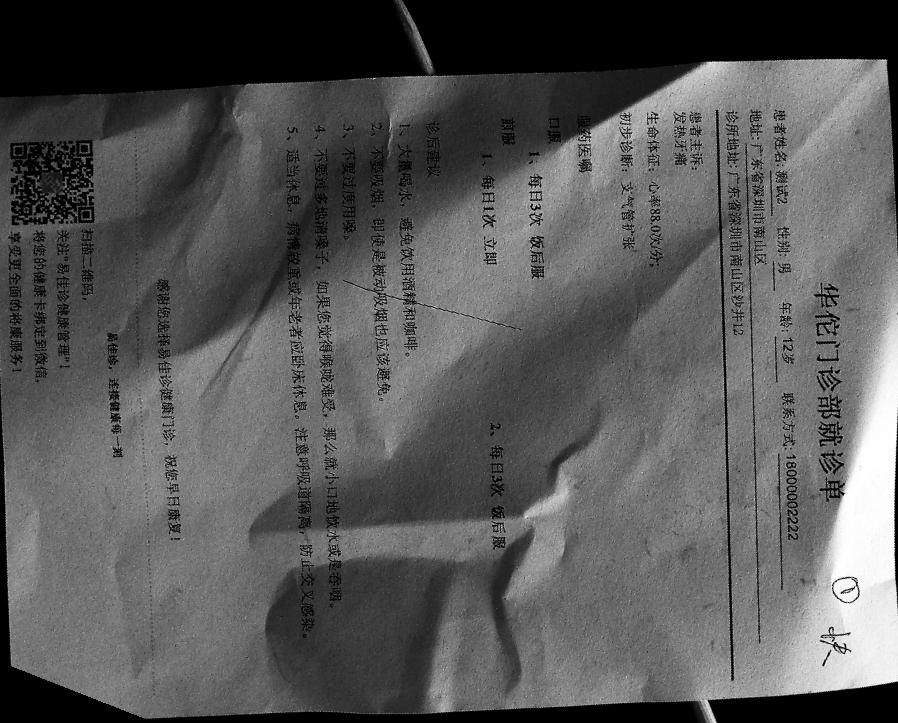 华佗门诊部就诊单
① 快
患者姓名: 测试2 性别: 男 年龄: 12岁 联系方式: 18000002222
地址: 广东省深圳市南山区
诊所地址: 广东省深圳市南山区沙井12
患者主诉:
发热牙痛
生命体征: 心率88.0次/分;
初步诊断: 支气管扩张
服药医嘱
口服
1、每日3次 饭后服
煎服
1、每日1次 立即 2、每日3次 饭后服
诊后建议
1、大量喝水，避免饮用酒精和咖啡。
2、不要吸烟，即使是被动吸烟也应该避免。
3、不要过度用嗓。
4、不要过多地清嗓子，如果您觉得喉咙难受，那么就小口地饮水或是吞咽。
5、适当休息，病情较重或年老者应卧床休息。注意呼吸道隔离，防止交叉感染。
感谢您选择易佳诊健康门诊，祝您早日康复!
易佳诊，连接健康每一刻
扫描二维码，
关注"易佳诊健康管理"!
将您的健康卡绑定到微信，
享受更全面的将康服务!